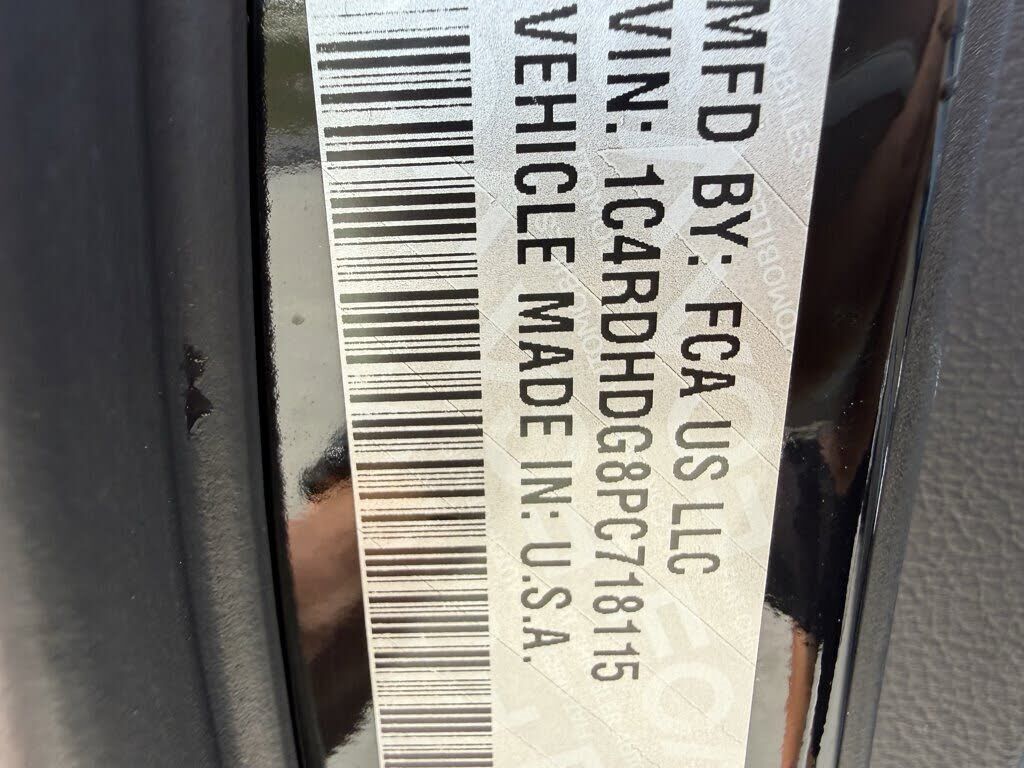 MFD BY: FCA US LLC
VIN: 1C4RDHDG8PC718115
VEHICLE MADE IN: U.S.A.